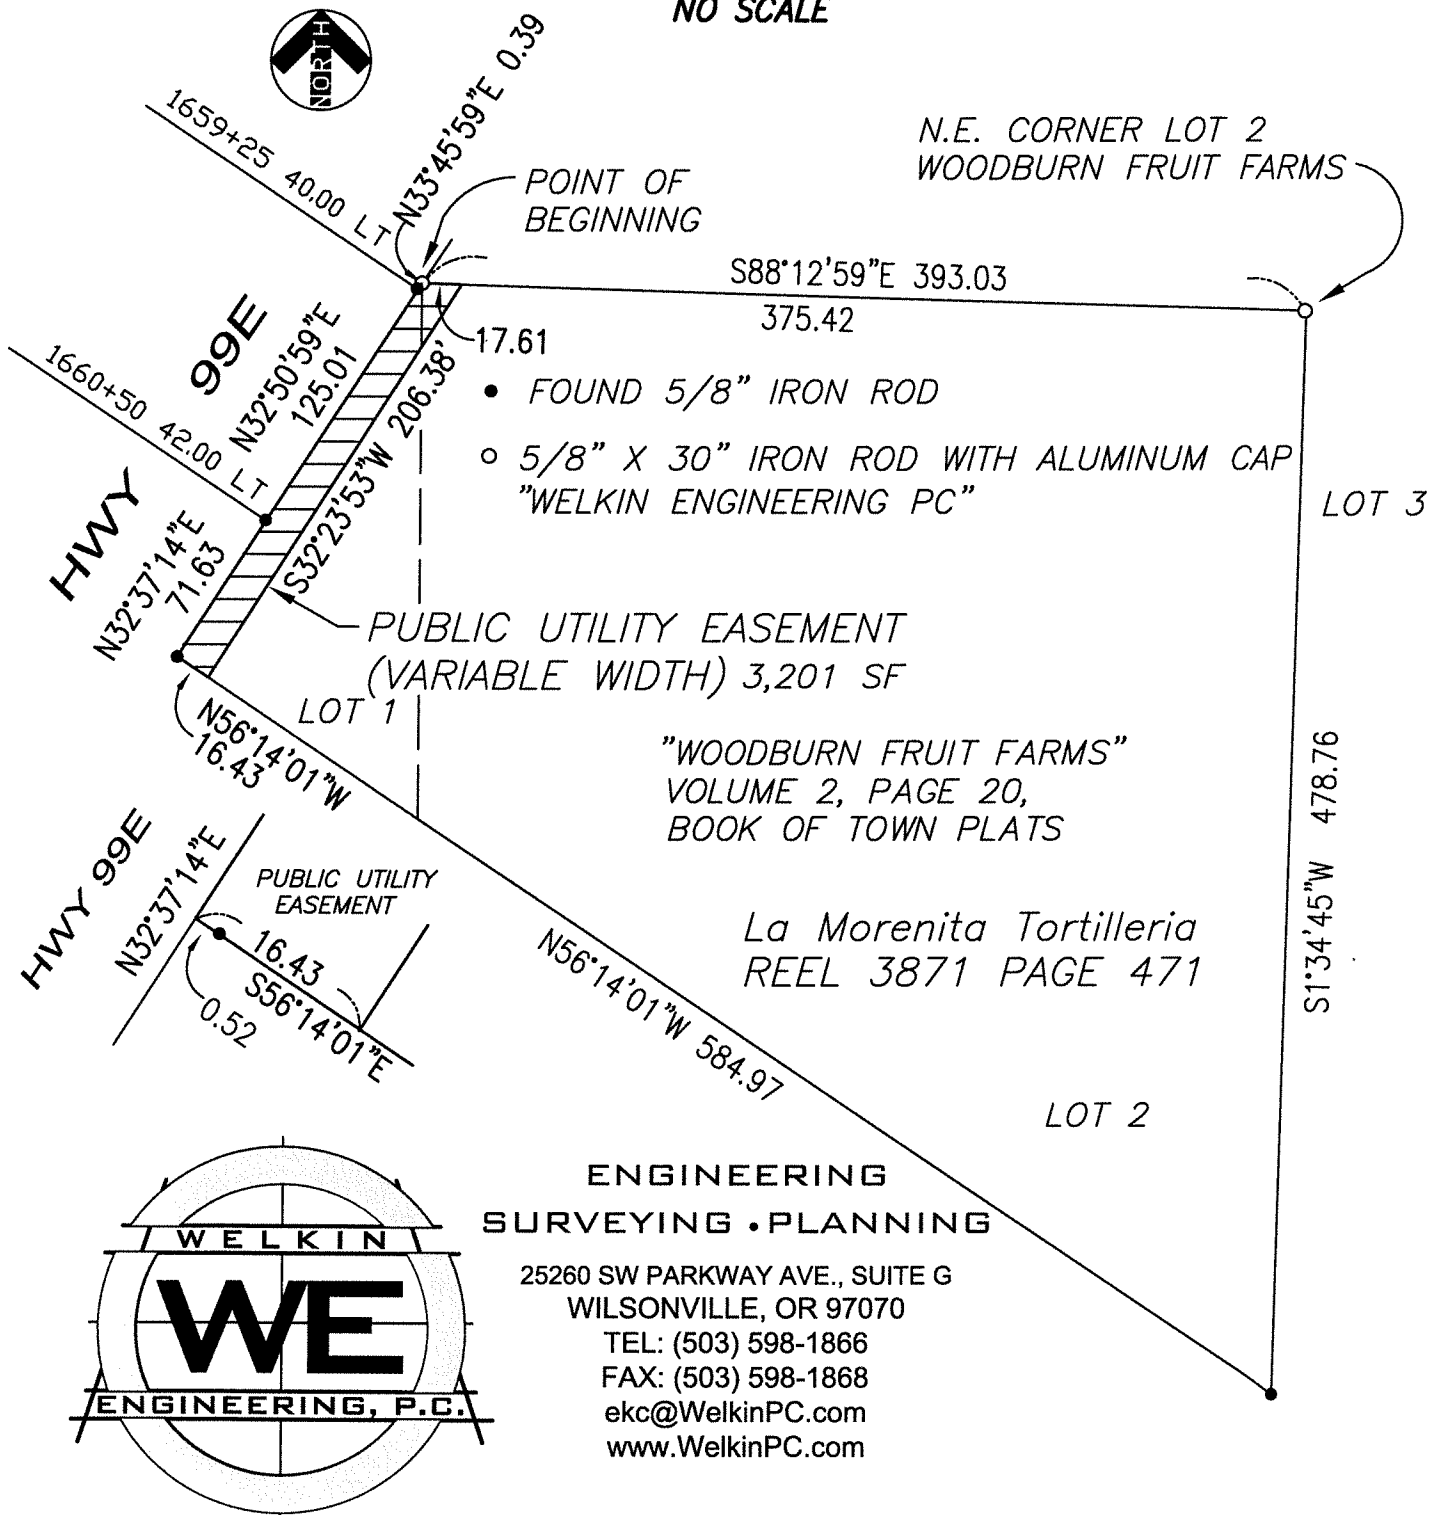 NO SCALE
NORTH
N33°45'59"E 0.39
1659+25 40.00 LT
N.E. CORNER LOT 2
WOODBURN FRUIT FARMS
POINT OF
BEGINNING
S88°12'59"E 393.03
375.42
17.61
HWY 99E
N32°50'59"E
125.01
1660+50 42.00 LT
S32°23'53"W 206.38'
FOUND 5/8" IRON ROD
5/8" X 30" IRON ROD WITH ALUMINUM CAP
"WELKIN ENGINEERING PC"
LOT 3
N32°37'14"E
71.63
PUBLIC UTILITY EASEMENT
(VARIABLE WIDTH) 3,201 SF
LOT 1
N56°14'01"W
16.43
"WOODBURN FRUIT FARMS"
VOLUME 2, PAGE 20,
BOOK OF TOWN PLATS
S1°34'45"W 478.76
HWY 99E
N32°37'14"E
PUBLIC UTILITY
EASEMENT
16.43
S56°14'01"E
0.52
La Morenita Tortilleria
REEL 3871 PAGE 471
N56°14'01"W 584.97
LOT 2
WELKIN
WE
ENGINEERING, P.C.
ENGINEERING
SURVEYING • PLANNING
25260 SW PARKWAY AVE., SUITE G
WILSONVILLE, OR 97070
TEL: (503) 598-1866
FAX: (503) 598-1868
ekc@WelkinPC.com
www.WelkinPC.com